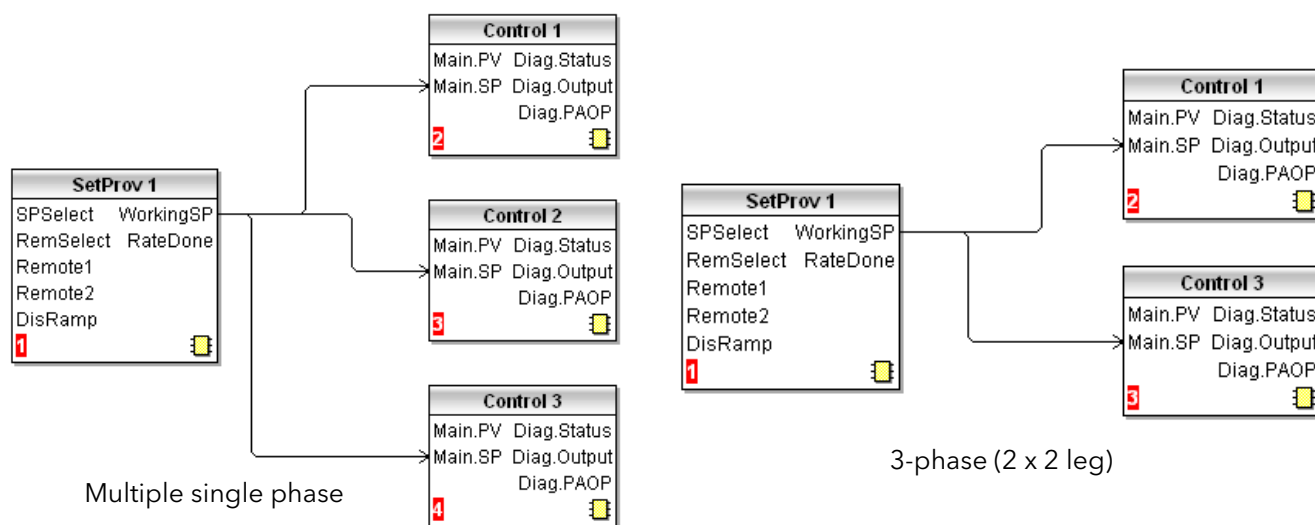 Control 1
Main.PV Diag.Status
Main.SP Diag.Output
Diag.PAOP
2
SetProv 1
SPSelect WorkingSP
RemSelect RateDone
Remote1
Remote2
DisRamp
1
Control 2
Main.PV Diag.Status
Main.SP Diag.Output
Diag.PAOP
3
Control 3
Main.PV Diag.Status
Main.SP Diag.Output
Diag.PAOP
4
Multiple single phase
Control 1
Main.PV Diag.Status
Main.SP Diag.Output
Diag.PAOP
2
SetProv 1
SPSelect WorkingSP
RemSelect RateDone
Remote1
Remote2
DisRamp
1
Control 3
Main.PV Diag.Status
Main.SP Diag.Output
Diag.PAOP
3
3-phase (2 x 2 leg)